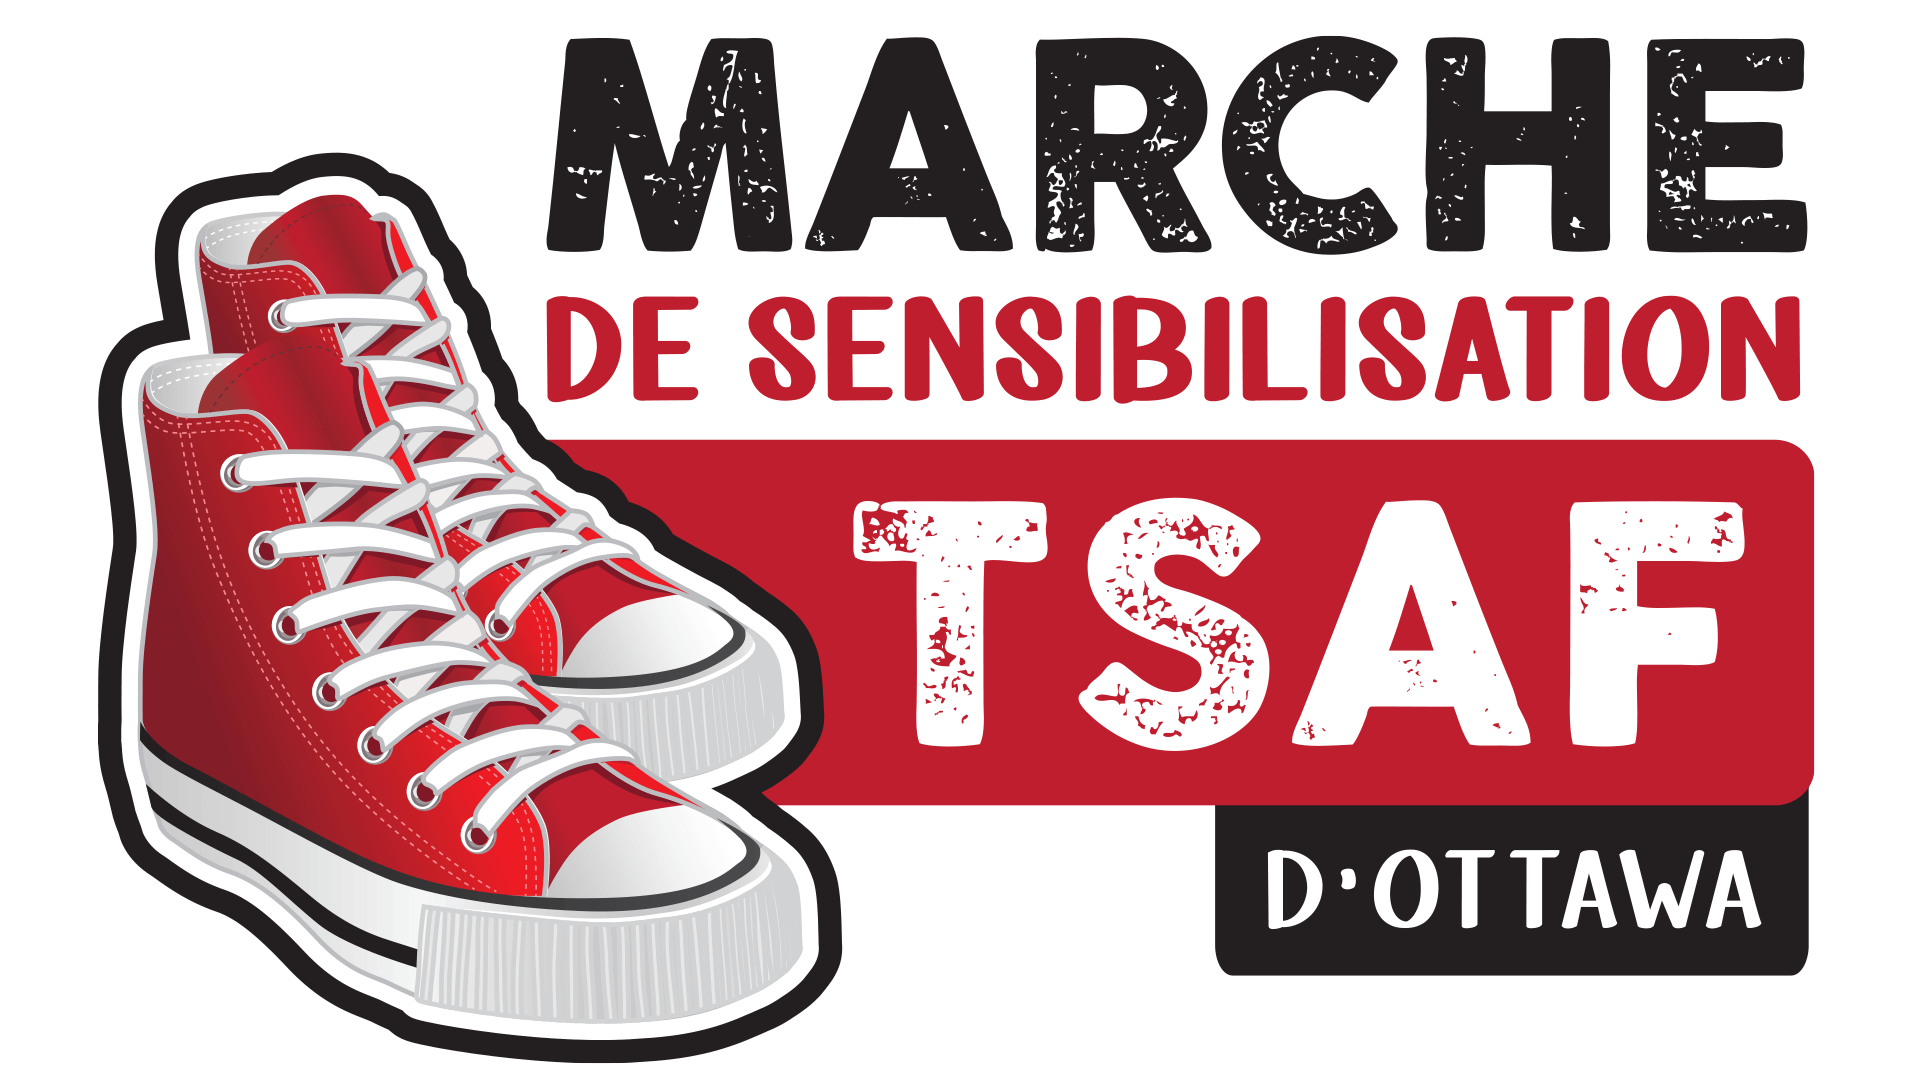 MARCHE
DE SENSIBILISATION
TSAF
D'OTTAWA